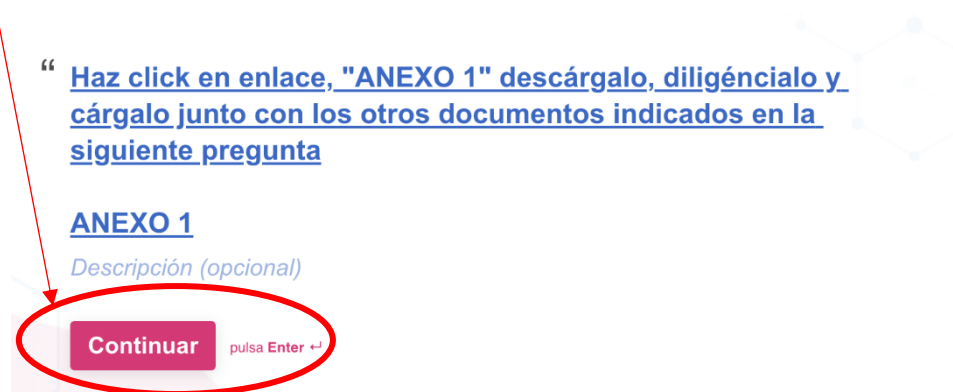 “ Haz click en enlace, "ANEXO 1" descárgalo, diligéncialo y
cárgalo junto con los otros documentos indicados en la
siguiente pregunta
ANEXO 1
Descripción (opcional)
Continuar pulsa Enter ↵